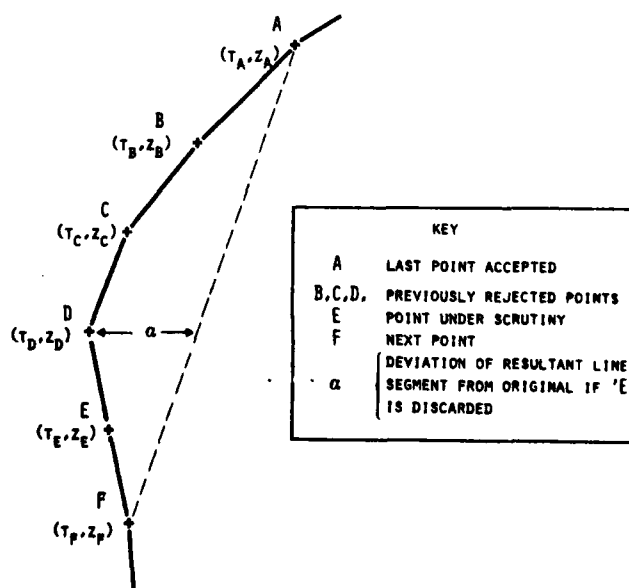 A
(T_A,Z_A)
B
(T_B,Z_B)
C
(T_C,Z_C)
D
(T_D,Z_D)
α
E
(T_E,Z_E)
F
(T_F,Z_F)
KEY
A LAST POINT ACCEPTED
B,C,D, PREVIOUSLY REJECTED POINTS
E POINT UNDER SCRUTINY
F NEXT POINT
DEVIATION OF RESULTANT LINE
α SEGMENT FROM ORIGINAL IF 'E
IS DISCARDED